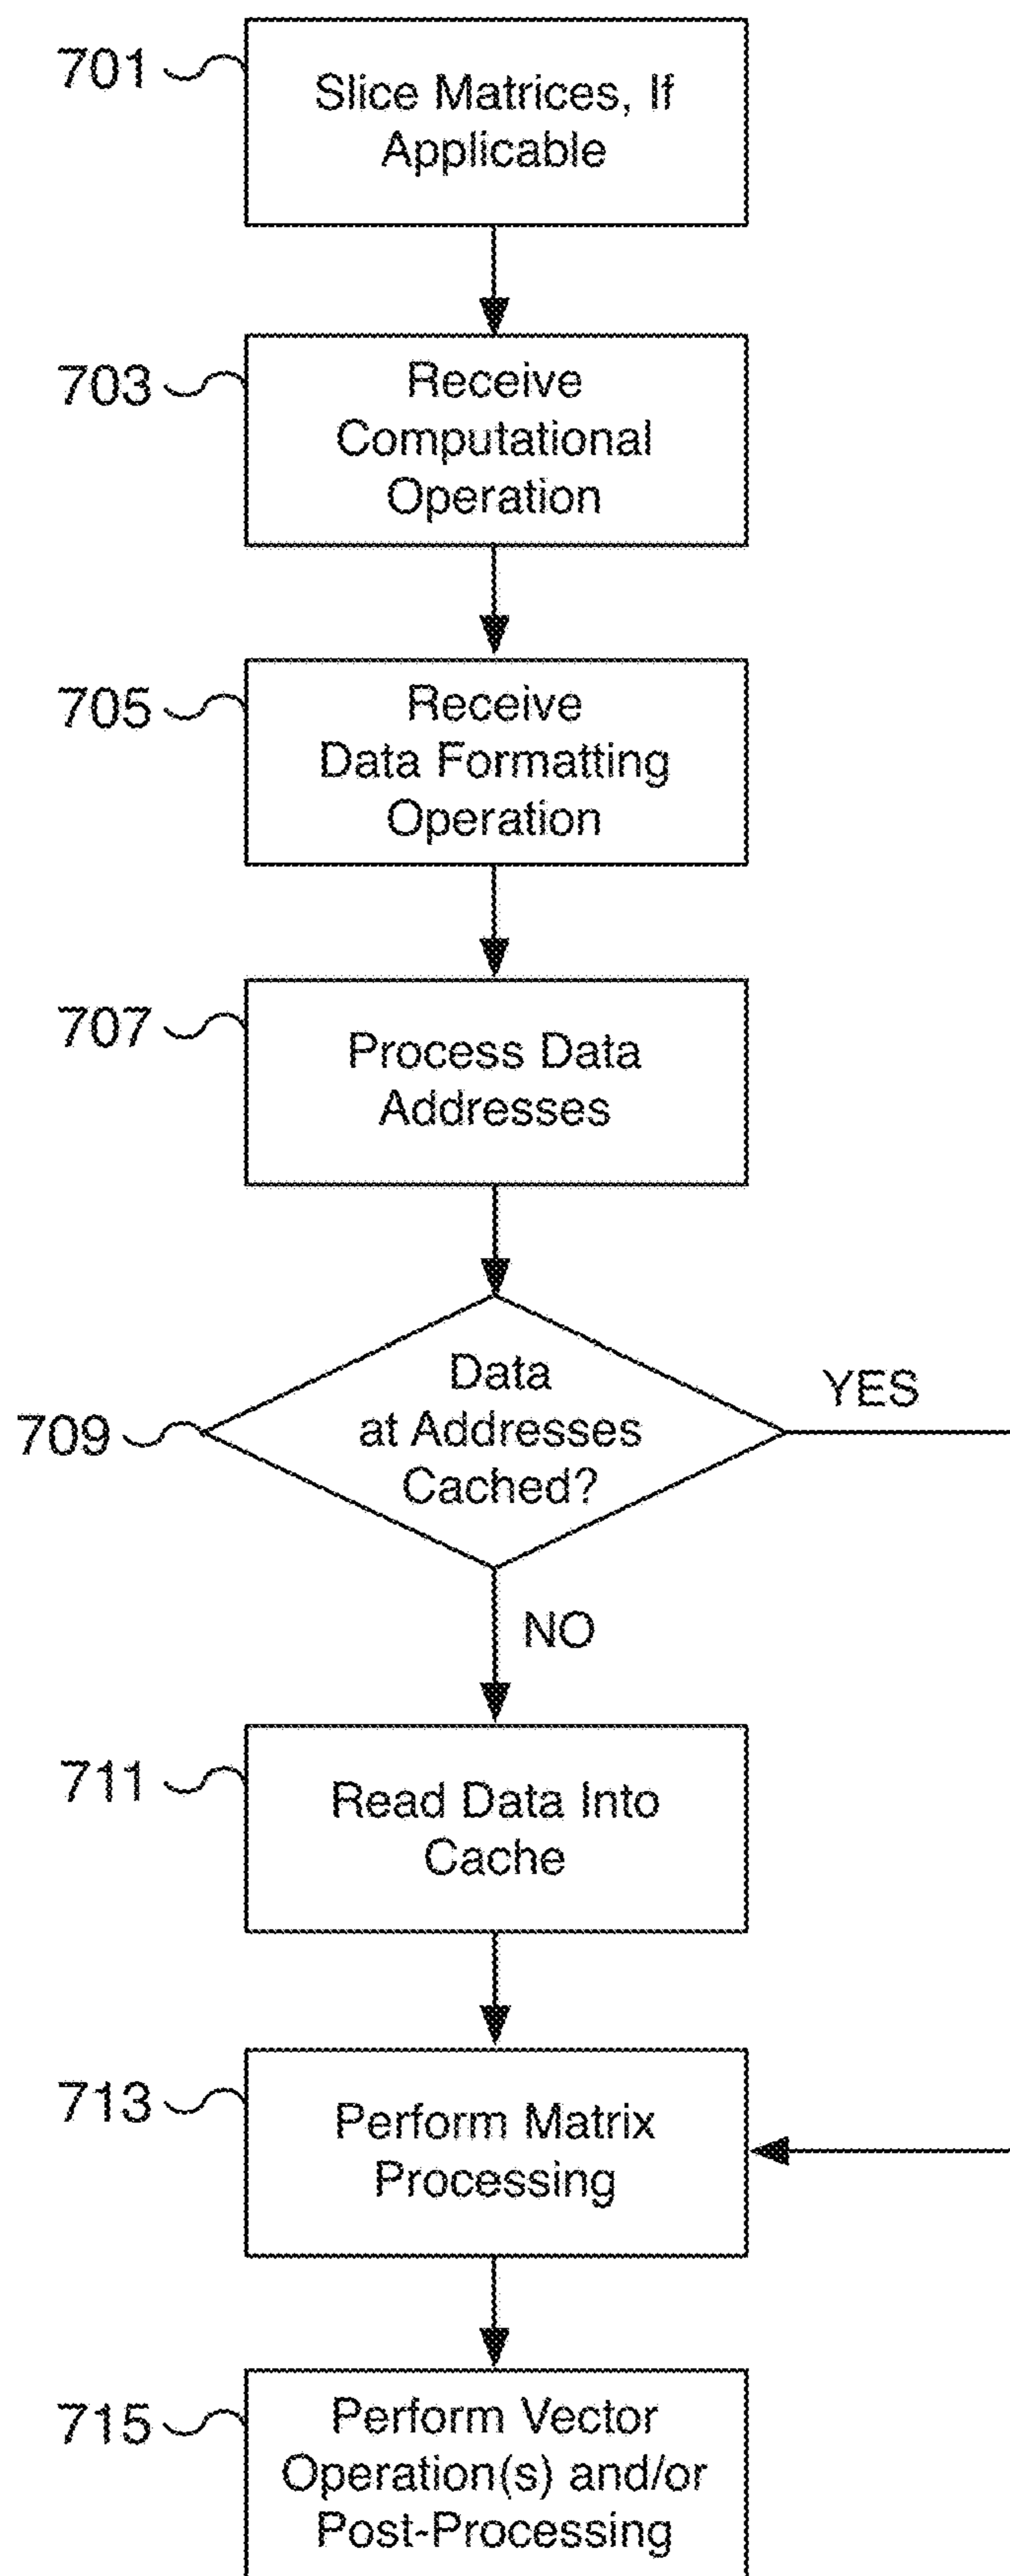 701
Slice Matrices, If
Applicable
703
Receive
Computational
Operation
705
Receive
Data Formatting
Operation
707
Process Data
Addresses
709
Data
at Addresses
Cached?
YES
NO
711
Read Data Into
Cache
713
Perform Matrix
Processing
715
Perform Vector
Operation(s) and/or
Post-Processing